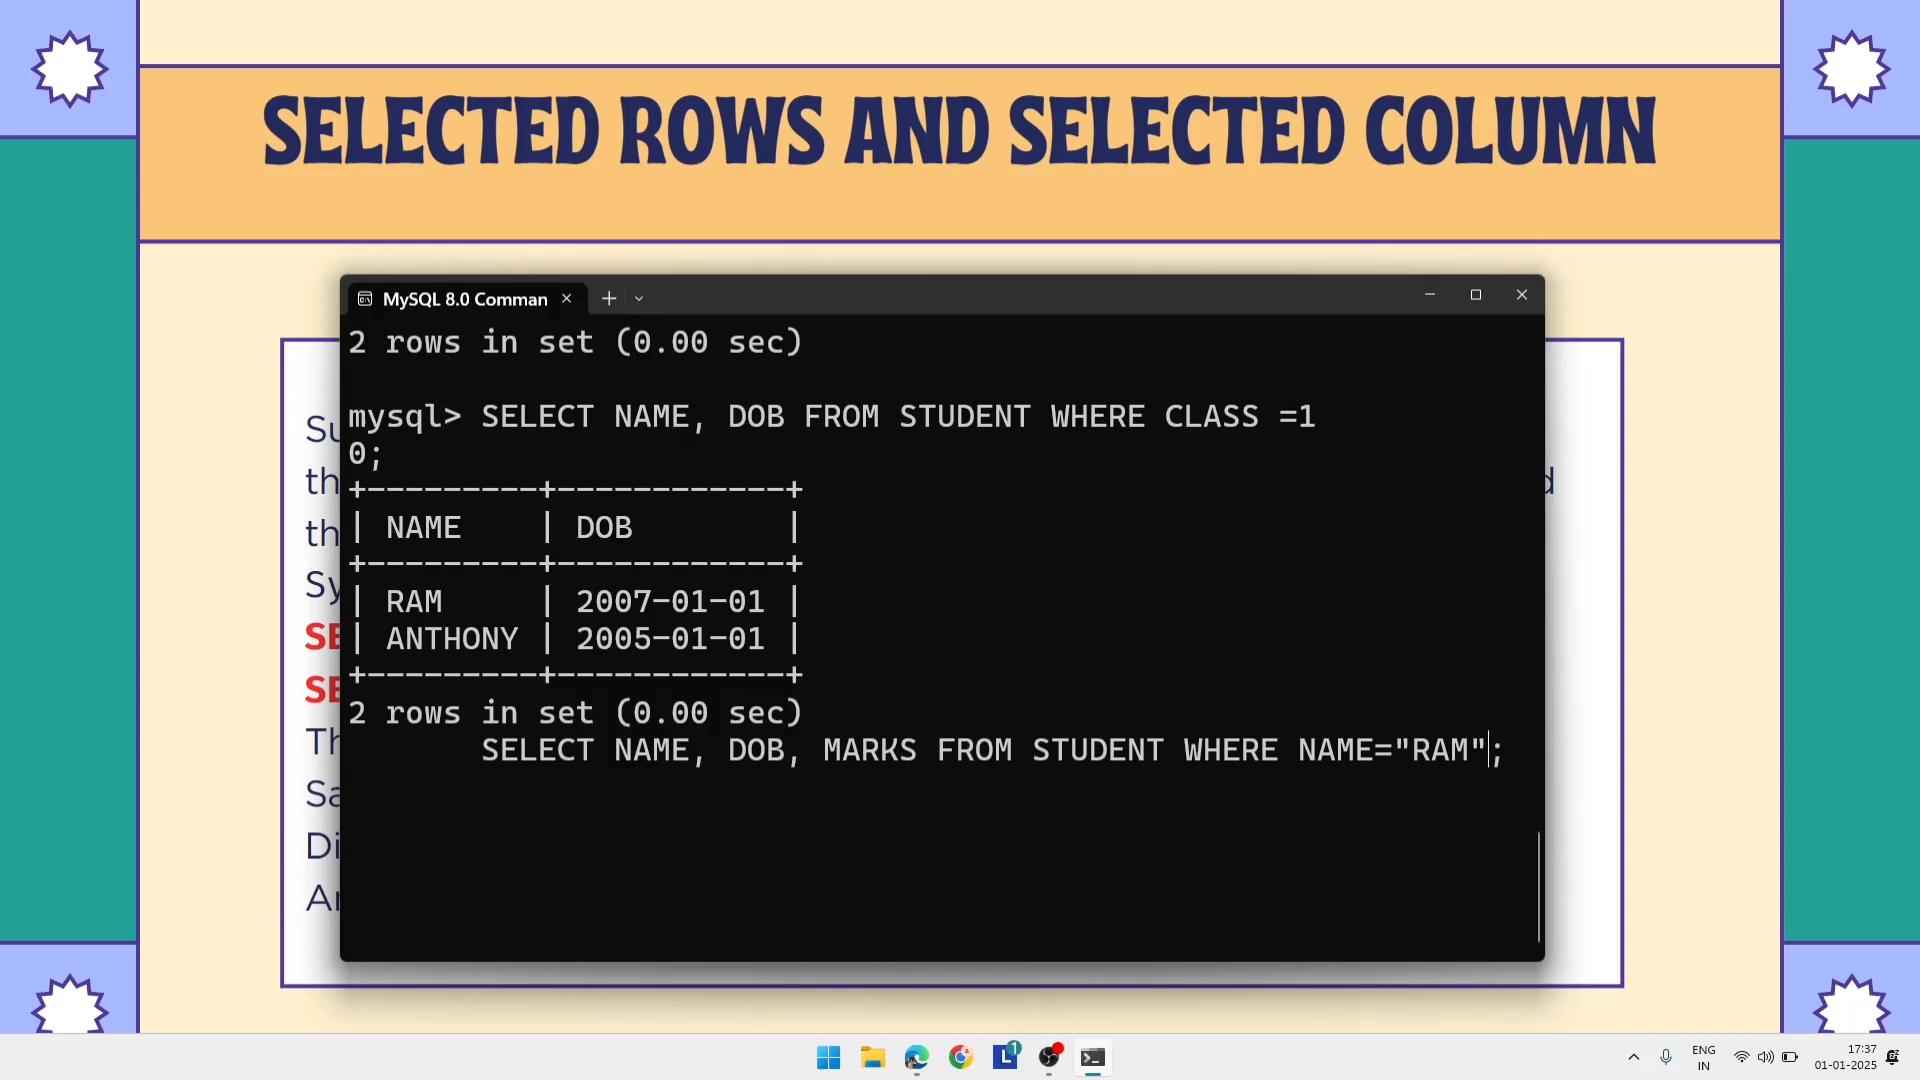 SELECTED ROWS AND SELECTED COLUMN
MySQL 8.0 Comman
2 rows in set (0.00 sec)
mysql> SELECT NAME, DOB FROM STUDENT WHERE CLASS =1
0;
+---------+------------+
| NAME    | DOB        |
+---------+------------+
| RAM     | 2007-01-01 |
| ANTHONY | 2005-01-01 |
+---------+------------+
2 rows in set (0.00 sec)
SELECT NAME, DOB, MARKS FROM STUDENT WHERE NAME="RAM";
L
1
ENG
IN
17:37
01-01-2025